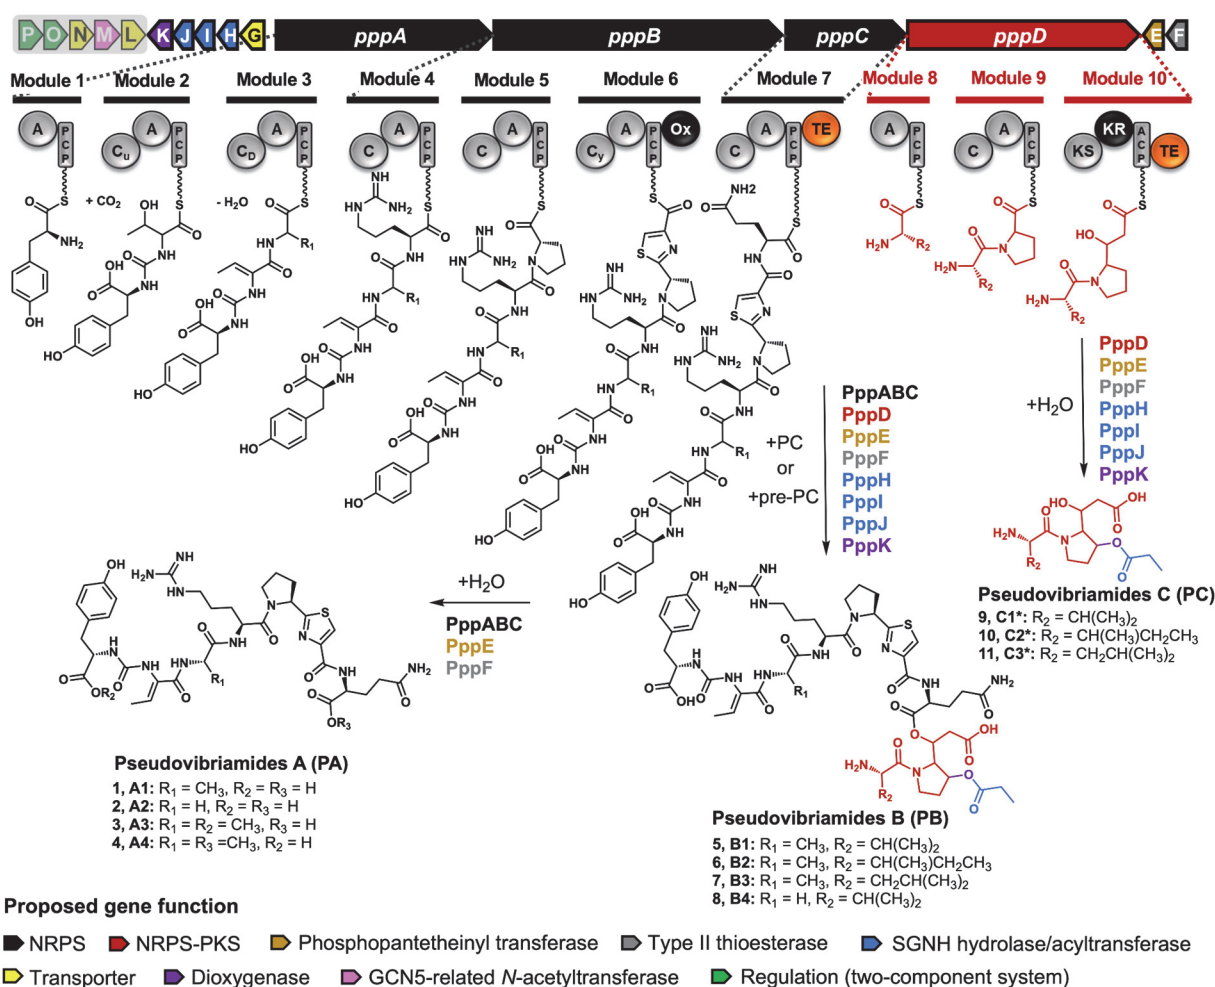 P O N M L K J I H G pppA pppB pppC pppD E F
Module 1 Module 2 Module 3 Module 4 Module 5 Module 6 Module 7 Module 8 Module 9 Module 10
A PCP Cu A PCP CD A PCP C A PCP C A PCP Cy A PCP Ox C A PCP TE A PCP C A PCP KS KR ACP TE
+ CO2
- H2O
PppD
PppE
PppF
PppH
PppI
PppJ
PppK
+H2O
PppABC
PppD
PppE
PppF
PppH
PppI
PppJ
PppK
+PC
or
+pre-PC
+H2O
PppABC
PppE
PppF
Pseudovibriamides C (PC)
9, C1*: R2 = CH(CH3)2
10, C2*: R2 = CH(CH3)CH2CH3
11, C3*: R2 = CH2CH(CH3)2
Pseudovibriamides A (PA)
1, A1: R1 = CH3, R2 = R3 = H
2, A2: R1 = H, R2 = R3 = H
3, A3: R1 = R2 = CH3, R3 = H
4, A4: R1 = R3 =CH3, R2 = H
Pseudovibriamides B (PB)
5, B1: R1 = CH3, R2 = CH(CH3)2
6, B2: R1 = CH3, R2 = CH(CH3)CH2CH3
7, B3: R1 = CH3, R2 = CH2CH(CH3)2
8, B4: R1 = H, R2 = CH(CH3)2
Proposed gene function
NRPS NRPS-PKS Phosphopantetheinyl transferase Type II thioesterase SGNH hydrolase/acyltransferase
Transporter Dioxygenase GCN5-related N-acetyltransferase Regulation (two-component system)